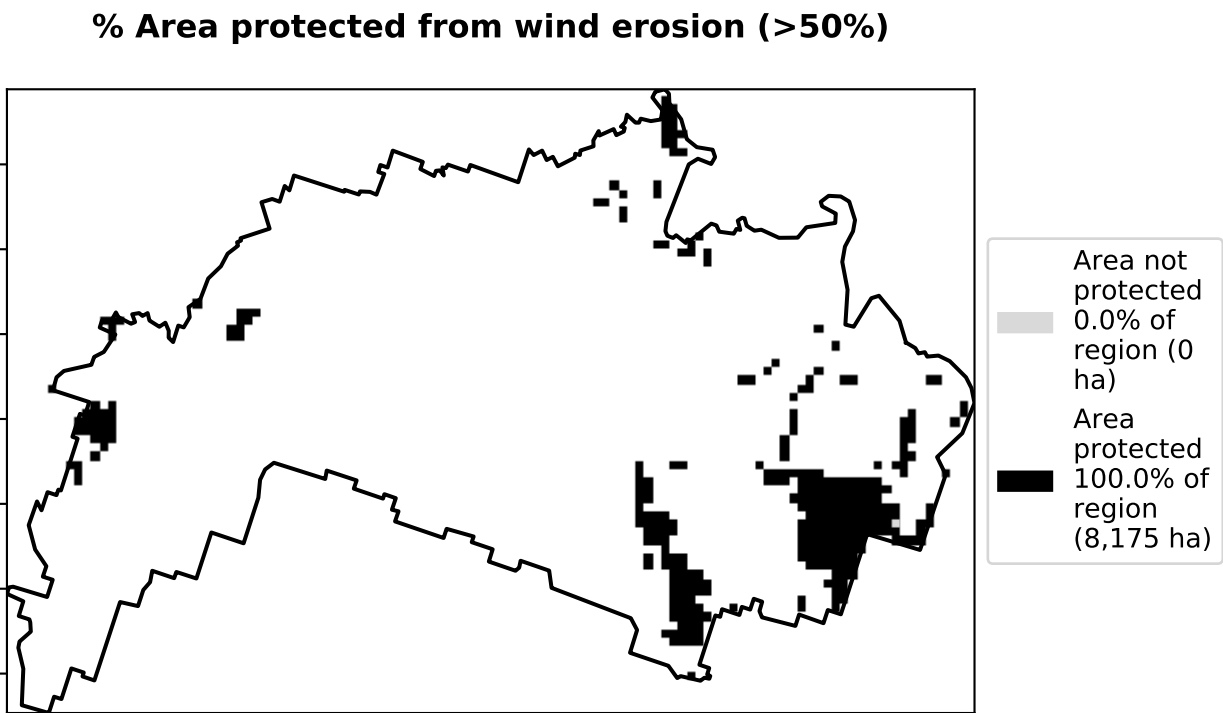 % Area protected from wind erosion (>50%)
Area not
protected
0.0% of
region (0
ha)
Area
protected
100.0% of
region
(8,175 ha)